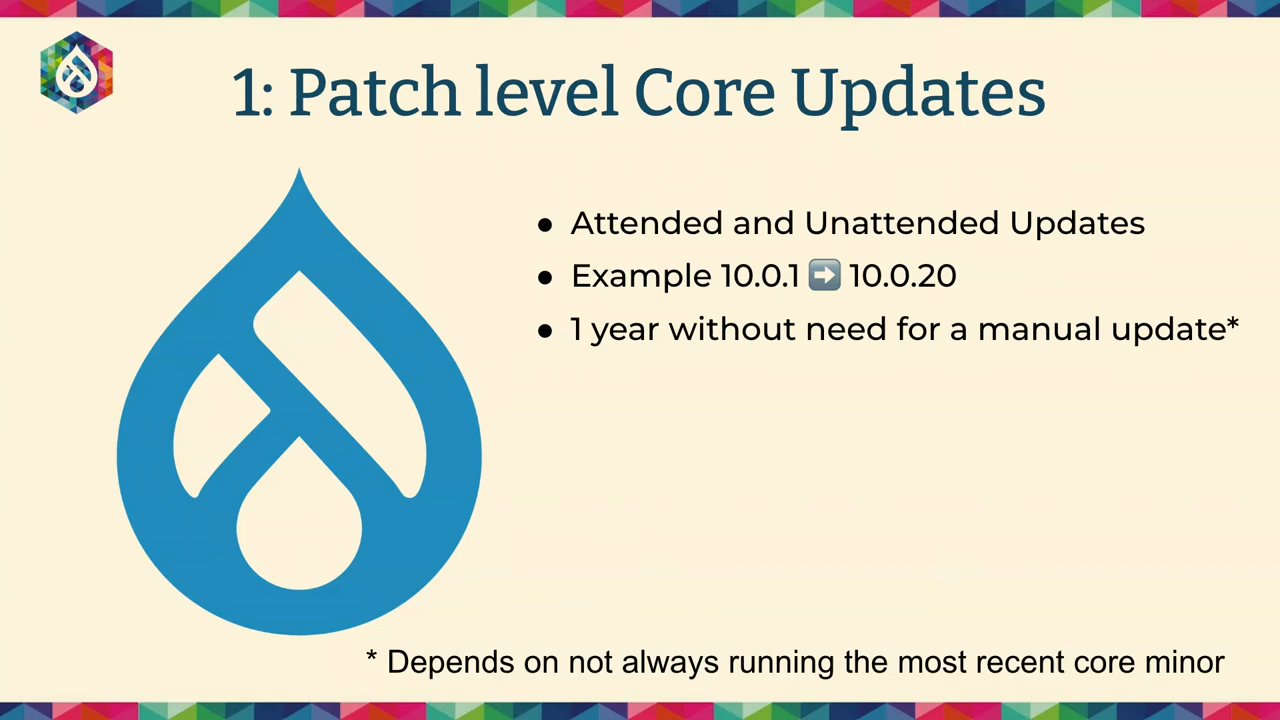 1: Patch level Core Updates
● Attended and Unattended Updates
● Example 10.0.1 ➡️ 10.0.20
● 1 year without need for a manual update*
* Depends on not always running the most recent core minor